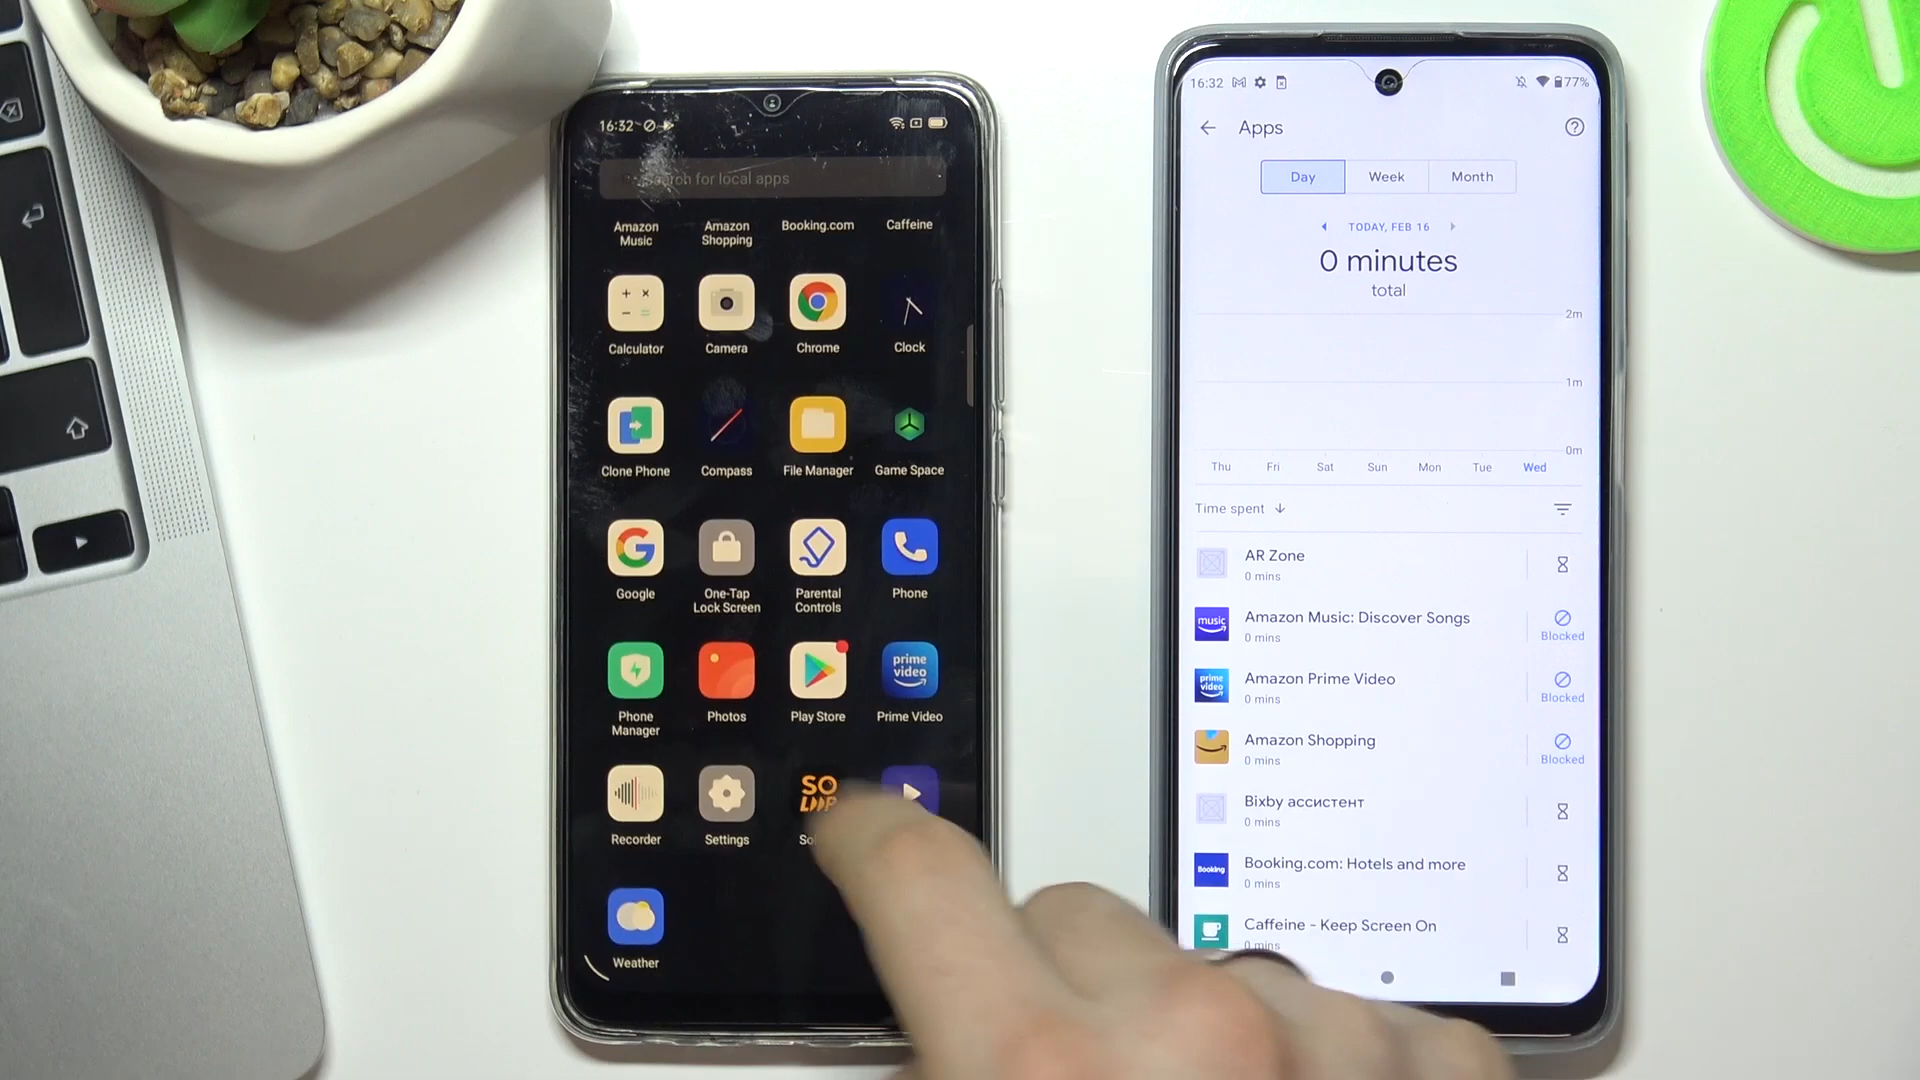 16:32
Search for local apps
Amazon Music
Amazon Shopping
Booking.com
Caffeine
Calculator
Camera
Chrome
Clock
Clone Phone
Compass
File Manager
Game Space
Google
One-Tap Lock Screen
Parental Controls
Phone
Phone Manager
Photos
Play Store
prime video
Prime Video
Recorder
Settings
SO
Weather
16:32
77%
Apps
Day
Week
Month
TODAY, FEB 16
0 minutes
total
2m
1m
0m
Thu
Fri
Sat
Sun
Mon
Tue
Wed
Time spent
AR Zone
0 mins
music
Amazon Music: Discover Songs
0 mins
Blocked
prime video
Amazon Prime Video
0 mins
Blocked
Amazon Shopping
0 mins
Blocked
Bixby ассистент
0 mins
Booking
Booking.com: Hotels and more
0 mins
Caffeine - Keep Screen On
0 mins